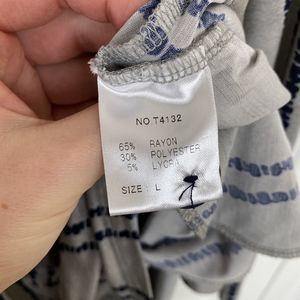 NO T4132
65% RAYON
30% POLYESTER
5% LYCRA
SIZE : L